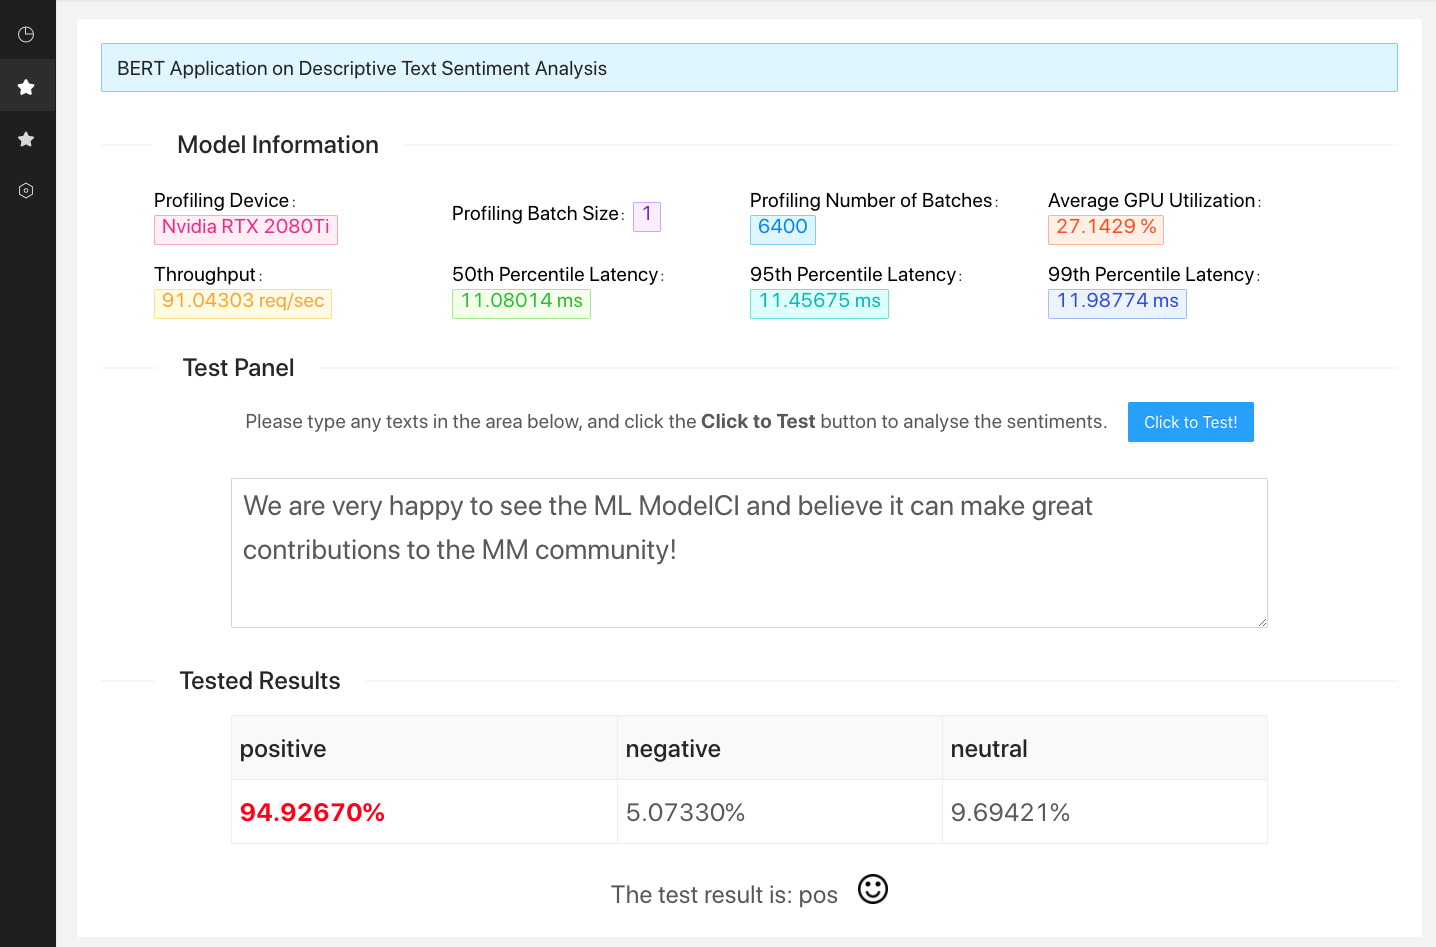 BERT Application on Descriptive Text Sentiment Analysis
Model Information
Profiling Device:
Nvidia RTX 2080Ti
Profiling Batch Size: 1
Profiling Number of Batches:
6400
Average GPU Utilization:
27.1429 %
Throughput:
91.04303 req/sec
50th Percentile Latency:
11.08014 ms
95th Percentile Latency:
11.45675 ms
99th Percentile Latency:
11.98774 ms
Test Panel
Please type any texts in the area below, and click the Click to Test button to analyse the sentiments. Click to Test!
We are very happy to see the ML ModelCI and believe it can make great
contributions to the MM community!
Tested Results
positive negative neutral
94.92670% 5.07330% 9.69421%
The test result is: pos